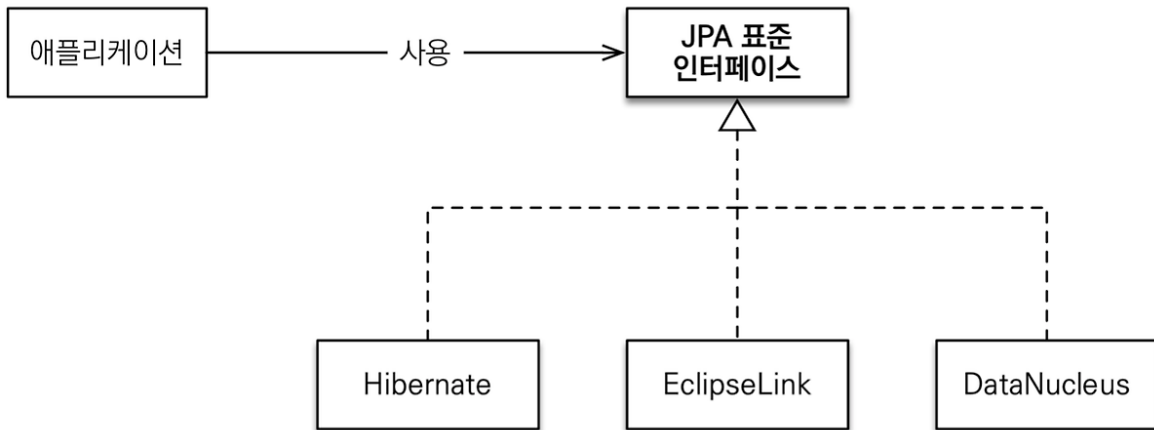 애플리케이션
사용
JPA 표준
인터페이스
Hibernate
EclipseLink
DataNucleus